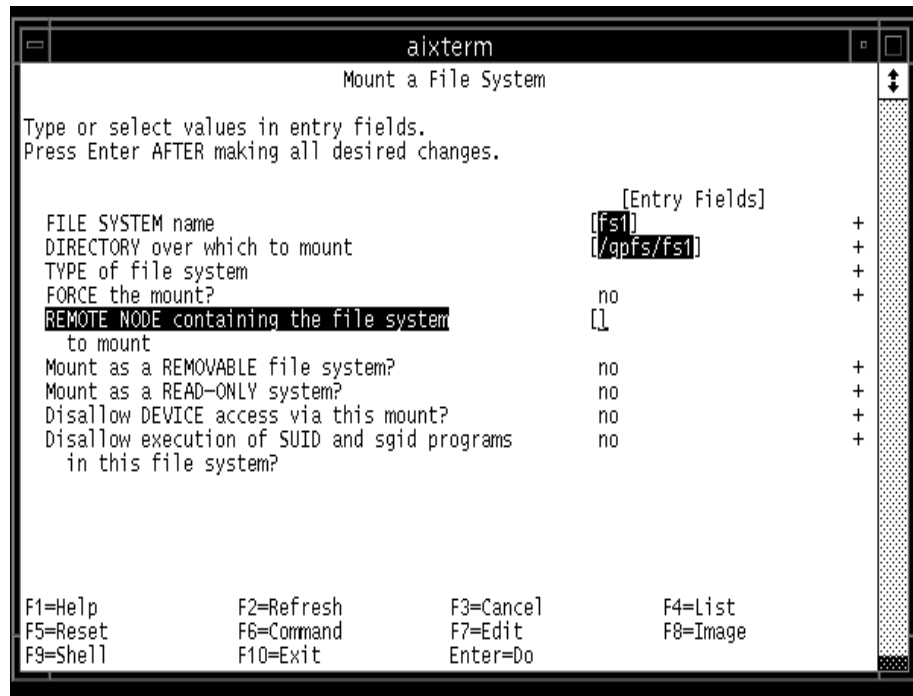 aixterm
Mount a File System
Type or select values in entry fields.
Press Enter AFTER making all desired changes.
[Entry Fields]
FILE SYSTEM name [fs1] +
DIRECTORY over which to mount [/gpfs/fs1] +
TYPE of file system +
FORCE the mount? no +
REMOTE NODE containing the file system []
to mount
Mount as a REMOVABLE file system? no +
Mount as a READ-ONLY system? no +
Disallow DEVICE access via this mount? no +
Disallow execution of SUID and sgid programs no +
in this file system?
F1=Help F2=Refresh F3=Cancel F4=List
F5=Reset F6=Command F7=Edit F8=Image
F9=Shell F10=Exit Enter=Do